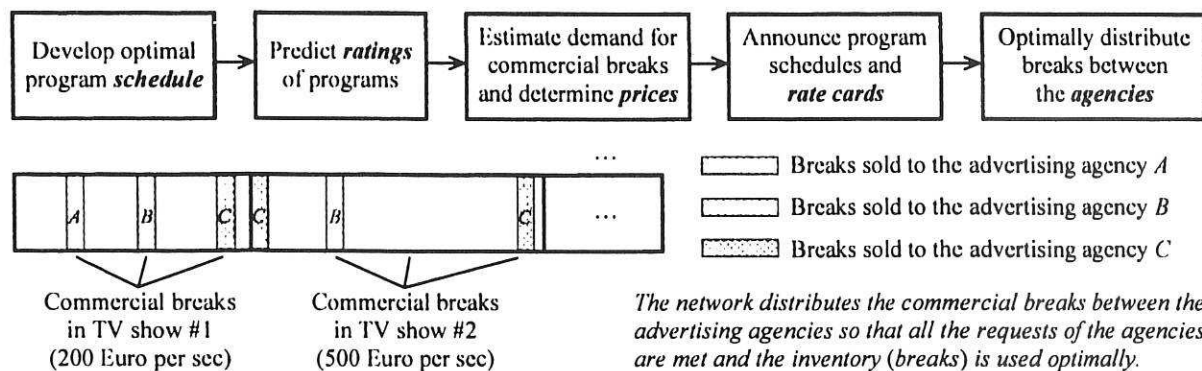 Develop optimal
program schedule
Predict ratings
of programs
Estimate demand for
commercial breaks
and determine prices
Announce program
schedules and
rate cards
Optimally distribute
breaks between
the agencies
...
A
B
C
C
B
C
...
Breaks sold to the advertising agency A
Breaks sold to the advertising agency B
Breaks sold to the advertising agency C
Commercial breaks
in TV show #1
(200 Euro per sec)
Commercial breaks
in TV show #2
(500 Euro per sec)
The network distributes the commercial breaks between the
advertising agencies so that all the requests of the agencies
are met and the inventory (breaks) is used optimally.